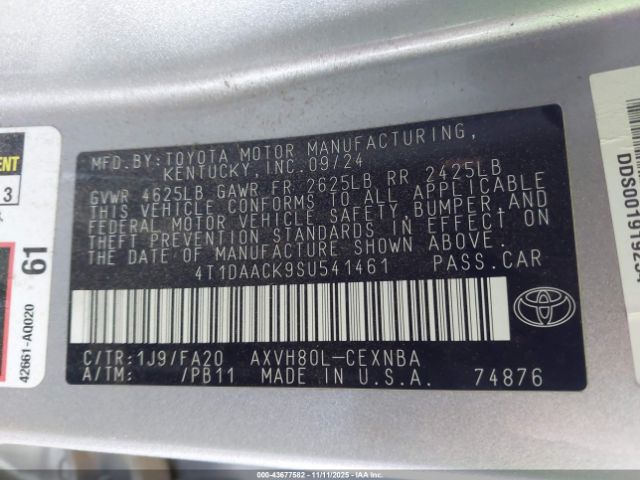 MFD. BY: TOYOTA MOTOR MANUFACTURING,
KENTUCKY, INC. 09/24
GVWR 4625LB GAWR FR 2625LB RR 2425LB
THIS VEHICLE CONFORMS TO ALL APPLICABLE
FEDERAL MOTOR VEHICLE SAFETY, BUMPER, AND
THEFT PREVENTION STANDARDS IN EFFECT ON
THE DATE OF MANUFACTURE SHOWN ABOVE.
4T1DAACK9SU541461 PASS. CAR
C/TR: 1J9/FA20 AXVH80L-CEXNBA
A/TM: /PB11 MADE IN U.S.A. 74876
61
42661-A0020
3
© IAA - 43677582 - 11/11/2025 - IAAI.COM